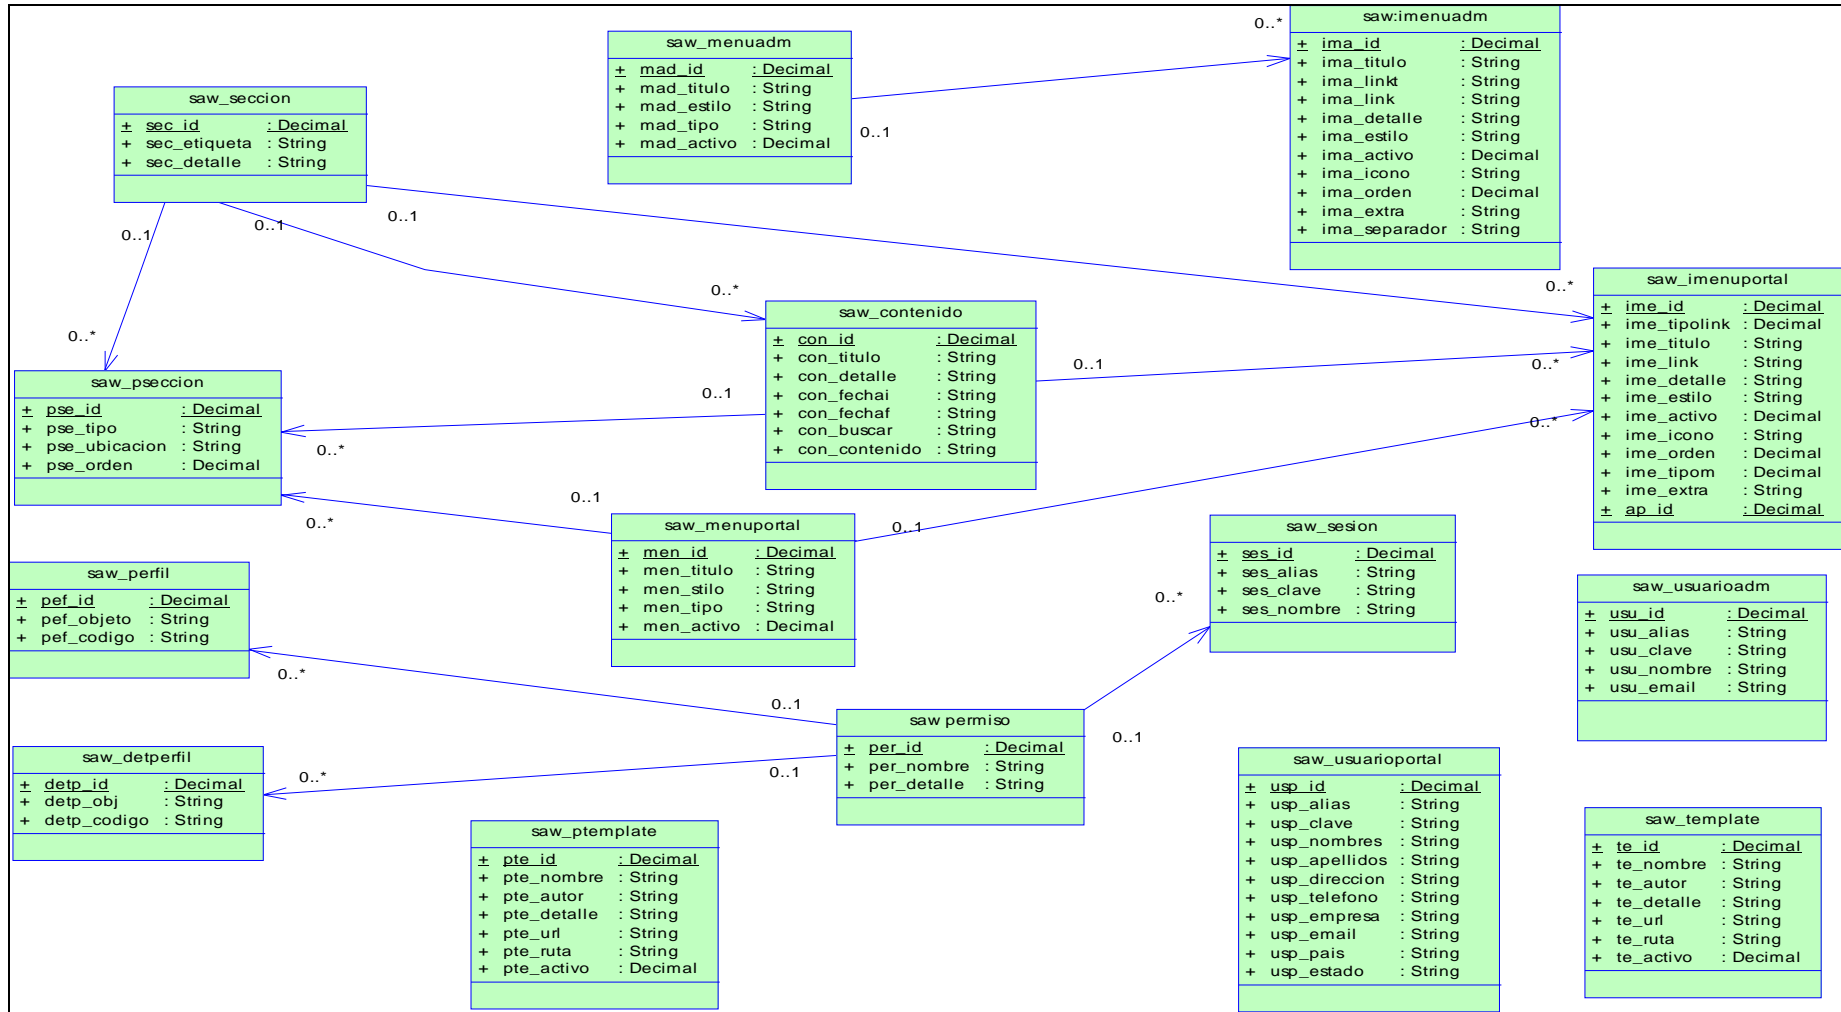 saw_menuadm
+ mad_id : Decimal
+ mad_titulo : String
+ mad_estilo : String
+ mad_tipo : String
+ mad_activo : Decimal
0..1
0..*
saw:imenuadm
+ ima_id : Decimal
+ ima_titulo : String
+ ima_linkt : String
+ ima_link : String
+ ima_detalle : String
+ ima_estilo : String
+ ima_activo : Decimal
+ ima_icono : String
+ ima_orden : Decimal
+ ima_extra : String
+ ima_separador : String
saw_seccion
+ sec_id : Decimal
+ sec_etiqueta : String
+ sec_detalle : String
0..1
0..1
0..1
0..*
0..*
0..*
saw_contenido
+ con_id : Decimal
+ con_titulo : String
+ con_detalle : String
+ con_fechai : String
+ con_fechaf : String
+ con_buscar : String
+ con_contenido : String
0..1
0..*
0..1
0..*
saw_imenuportal
+ ime_id : Decimal
+ ime_tipolink : Decimal
+ ime_titulo : String
+ ime_link : String
+ ime_detalle : String
+ ime_estilo : String
+ ime_activo : Decimal
+ ime_icono : String
+ ime_orden : Decimal
+ ime_tipom : Decimal
+ ime_extra : String
+ ap_id : Decimal
saw_pseccion
+ pse_id : Decimal
+ pse_tipo : String
+ pse_ubicacion : String
+ pse_orden : Decimal
0..*
0..1
0..1
0..*
saw_menuportal
+ men_id : Decimal
+ men_titulo : String
+ men_stilo : String
+ men_tipo : String
+ men_activo : Decimal
saw_sesion
+ ses_id : Decimal
+ ses_alias : String
+ ses_clave : String
+ ses_nombre : String
0..*
0..1
saw_perfil
+ pef_id : Decimal
+ pef_objeto : String
+ pef_codigo : String
0..*
0..1
saw_usuarioadm
+ usu_id : Decimal
+ usu_alias : String
+ usu_clave : String
+ usu_nombre : String
+ usu_email : String
saw permiso
+ per_id : Decimal
+ per_nombre : String
+ per_detalle : String
0..1
0..*
saw_detperfil
+ detp_id : Decimal
+ detp_obj : String
+ detp_codigo : String
saw_ptemplate
+ pte_id : Decimal
+ pte_nombre : String
+ pte_autor : String
+ pte_detalle : String
+ pte_url : String
+ pte_ruta : String
+ pte_activo : Decimal
saw_usuarioportal
+ usp_id : Decimal
+ usp_alias : String
+ usp_clave : String
+ usp_nombres : String
+ usp_apellidos : String
+ usp_direccion : String
+ usp_telefono : String
+ usp_empresa : String
+ usp_email : String
+ usp_pais : String
+ usp_estado : String
saw_template
+ te_id : Decimal
+ te_nombre : String
+ te_autor : String
+ te_detalle : String
+ te_url : String
+ te_ruta : String
+ te_activo : Decimal